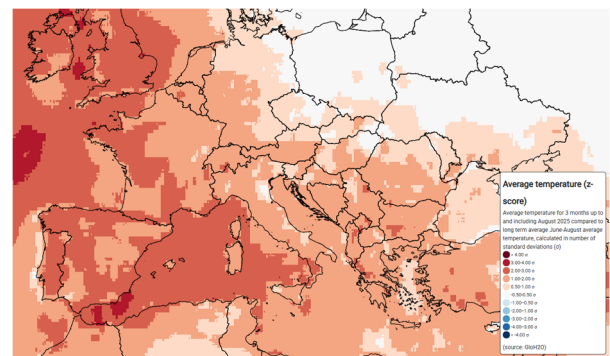 Average temperature (z-
score)
Average temperature for 3 months up to
and including August 2025 compared to
long term average June-August average
temperature, calculated in number of
standard deviations (σ)
> 4.00 σ
3.00-4.00 σ
2.00-3.00 σ
1.00-2.00 σ
0.50-1.00 σ
-0.50-0.50 σ
-1.00--0.50 σ
-2.00--1.00 σ
-3.00--2.00 σ
-4.00--3.00 σ
< -4.00 σ
(source: GloH2O)